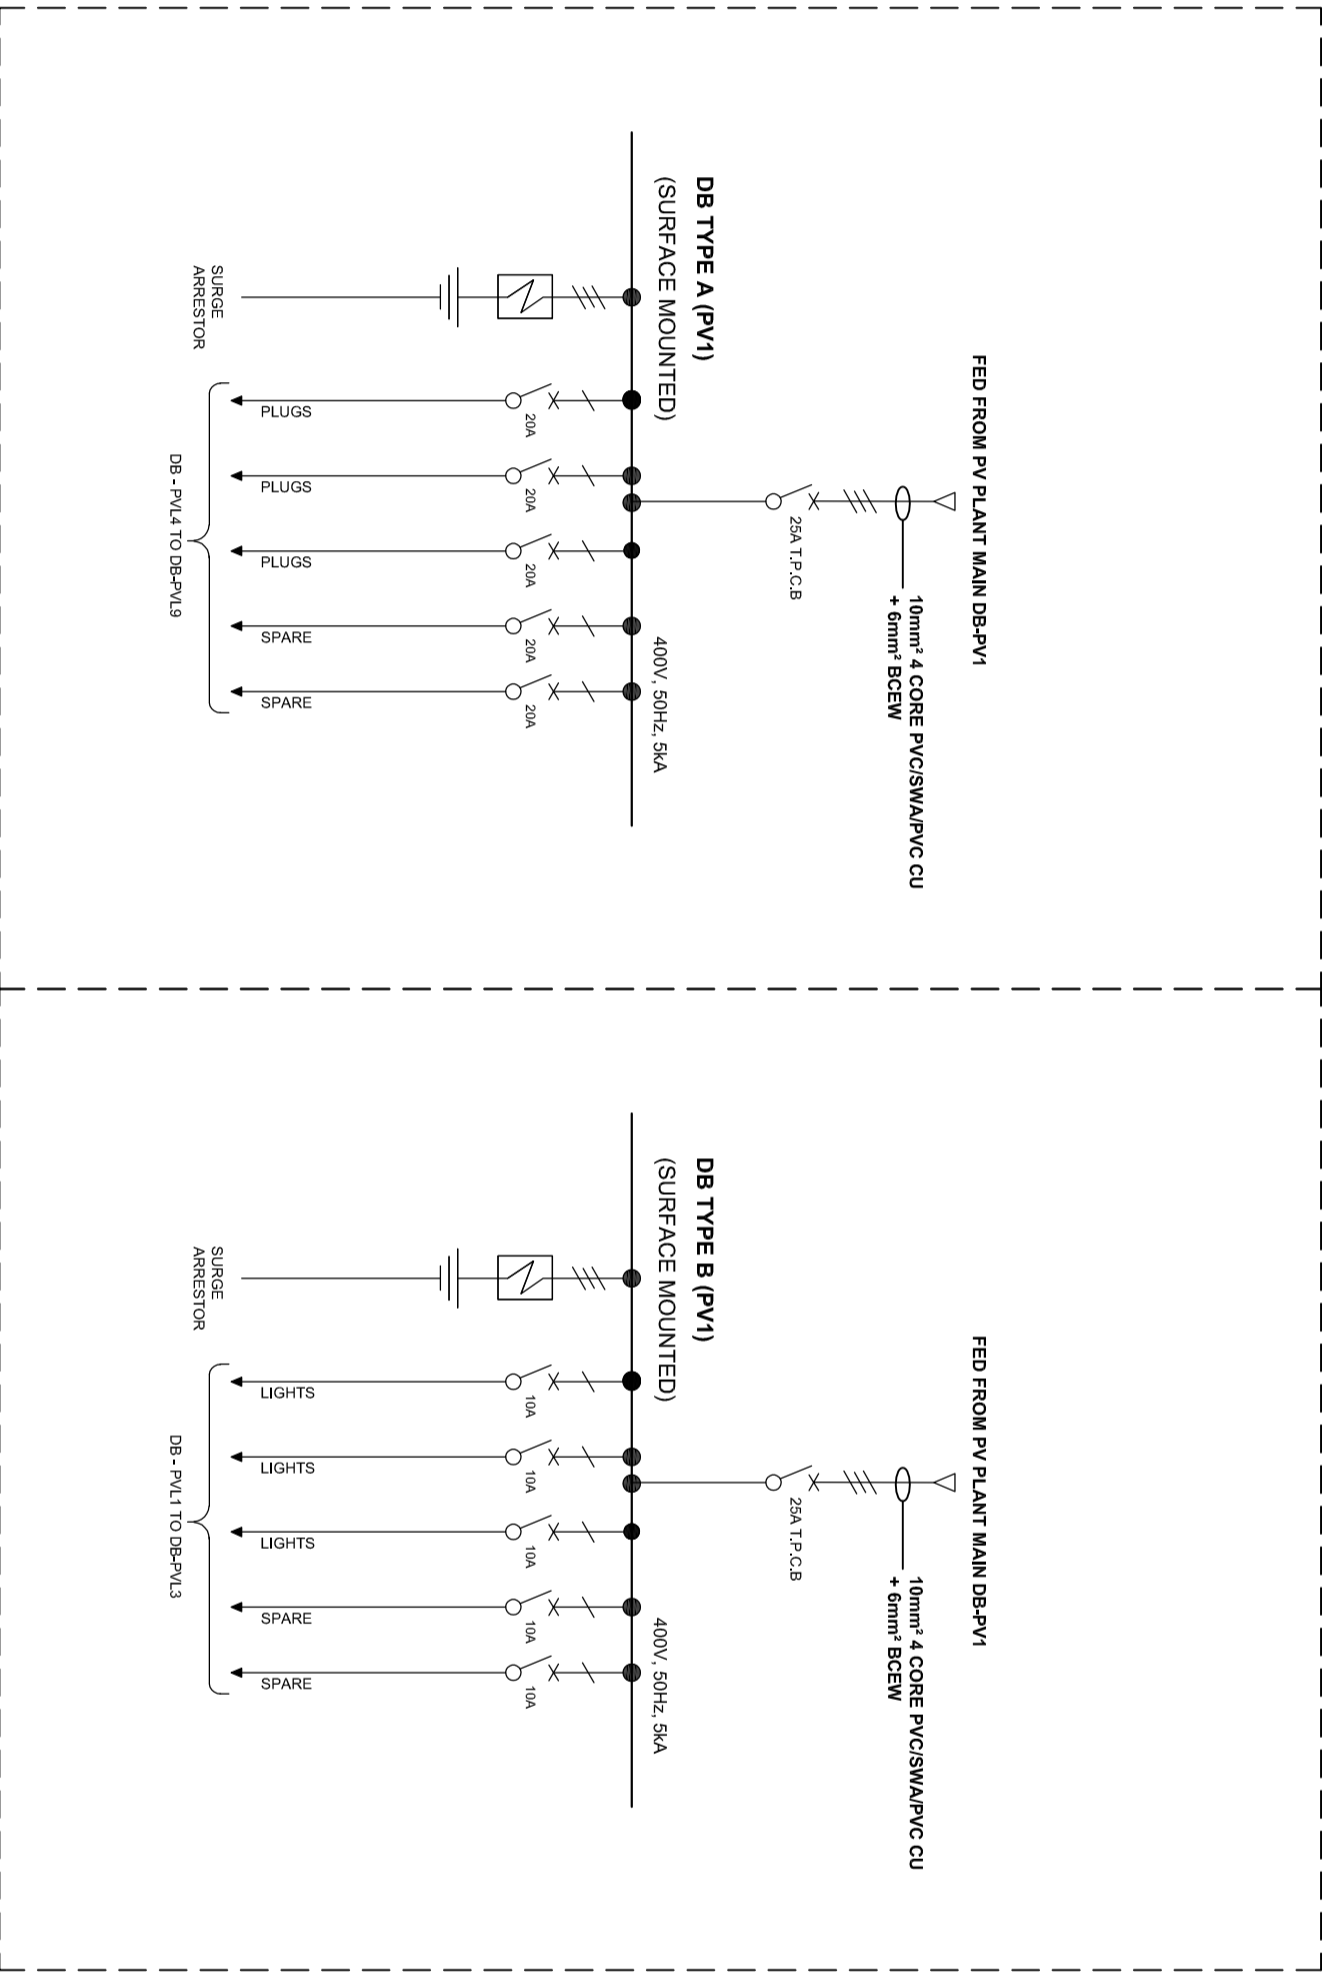 FED FROM PV PLANT MAIN DB-PV1
10mm² 4 CORE PVC/SWA/PVC CU
+ 6mm² BCEW
25A T.P.C.B
DB TYPE A (PV1)
(SURFACE MOUNTED)
400V, 50Hz, 5kA
20A
20A
20A
20A
20A
PLUGS
PLUGS
PLUGS
SPARE
SPARE
SURGE
ARRESTOR
DB - PVL4 TO DB-PVL9
FED FROM PV PLANT MAIN DB-PV1
10mm² 4 CORE PVC/SWA/PVC CU
+ 6mm² BCEW
25A T.P.C.B
DB TYPE B (PV1)
(SURFACE MOUNTED)
400V, 50Hz, 5kA
10A
10A
10A
10A
10A
LIGHTS
LIGHTS
LIGHTS
SPARE
SPARE
SURGE
ARRESTOR
DB - PVL1 TO DB-PVL3